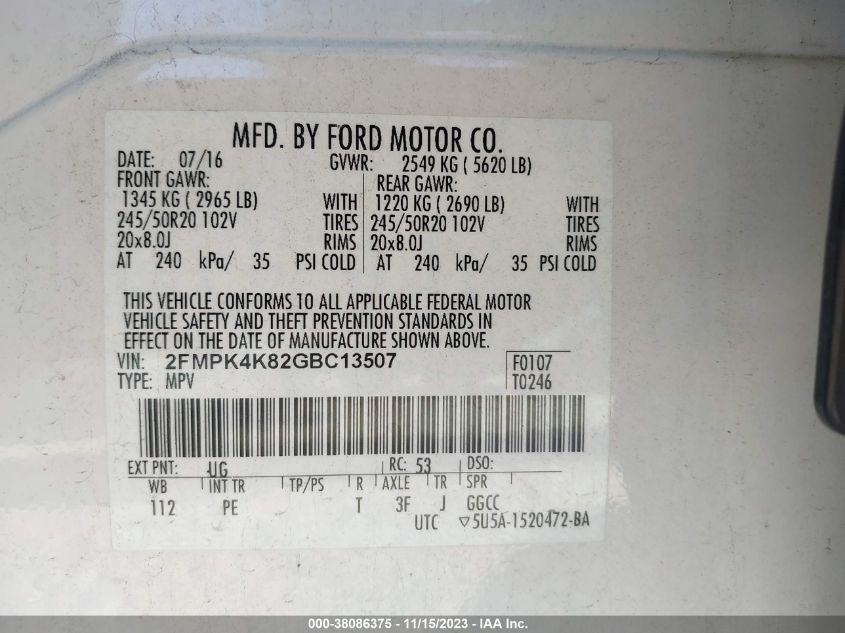 MFD. BY FORD MOTOR CO.
DATE: 07/16 GVWR: 2549 KG ( 5620 LB)
FRONT GAWR: REAR GAWR:
1345 KG ( 2965 LB) WITH 1220 KG ( 2690 LB) WITH
245/50R20 102V TIRES 245/50R20 102V TIRES
20x8.0J RIMS 20x8.0J RIMS
AT 240 kPa/ 35 PSI COLD AT 240 kPa/ 35 PSI COLD
THIS VEHICLE CONFORMS TO ALL APPLICABLE FEDERAL MOTOR
VEHICLE SAFETY AND THEFT PREVENTION STANDARDS IN
EFFECT ON THE DATE OF MANUFACTURE SHOWN ABOVE.
VIN: 2FMPK4K82GBC13507 F0107
TYPE: MPV T0246
EXT PNT: UG RC: 53 DSO:
WB INT TR TP/PS R AXLE TR SPR
112 PE T 3F J GGCC
UTC ▽5U5A-1520472-BA
000-38086375 - 11/15/2023 - IAA Inc.